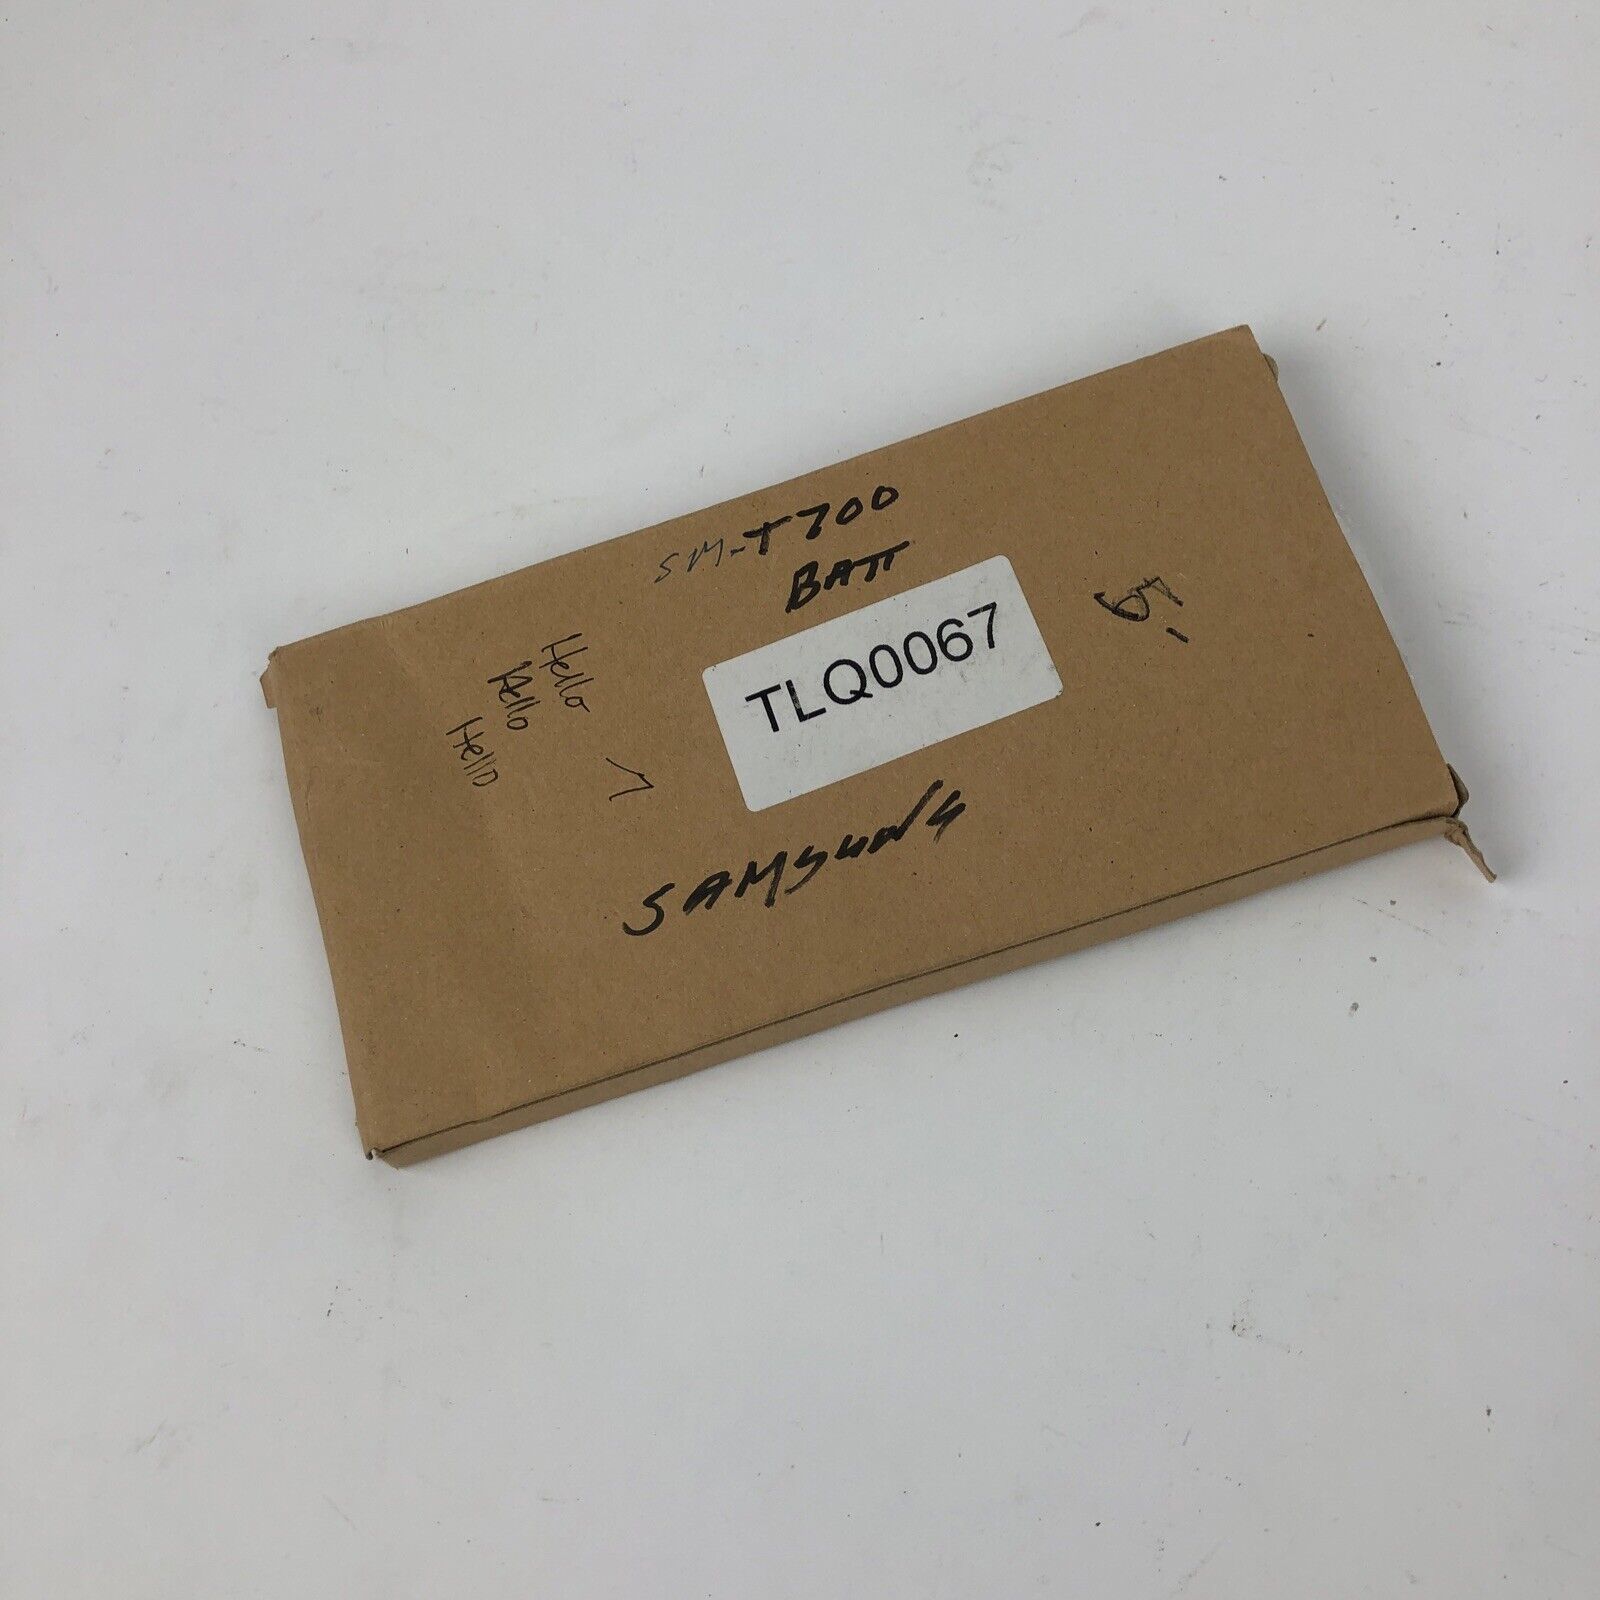 SM-T700
BATT
TLQ0067
SAMSUNG
Hello
Hello
Hello